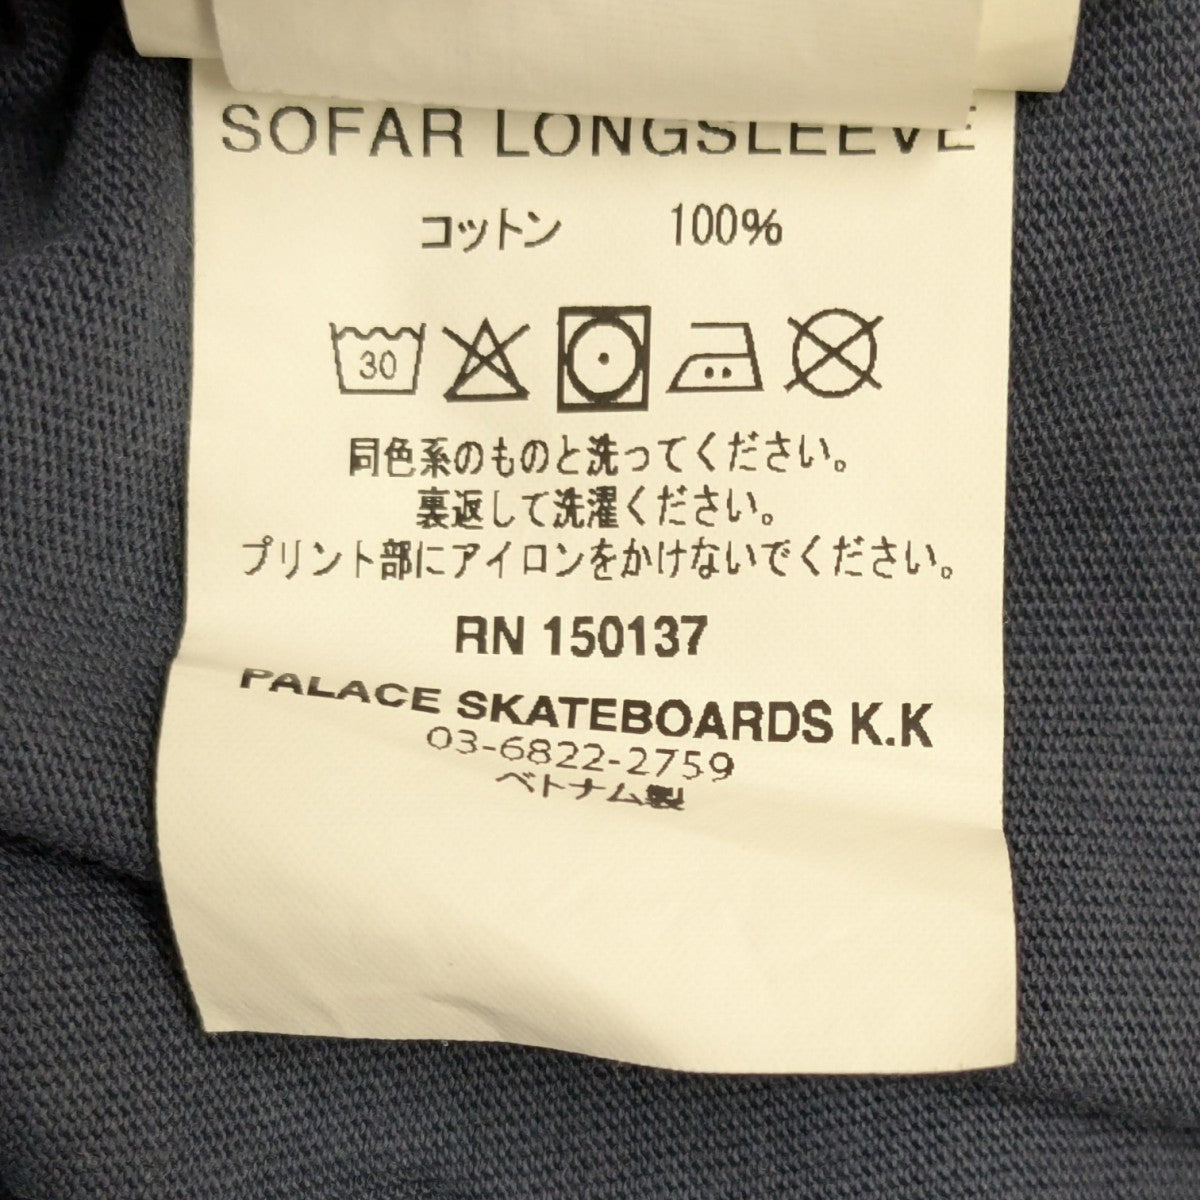 SOFAR LONGSLEEVE
コットン 100%
30
同色系のものと洗ってください。
裏返しして洗濯ください。
プリント部にアイロンをかけないでください。
RN 150137
PALACE SKATEBOARDS K.K
03-6822-2759
ベトナム製